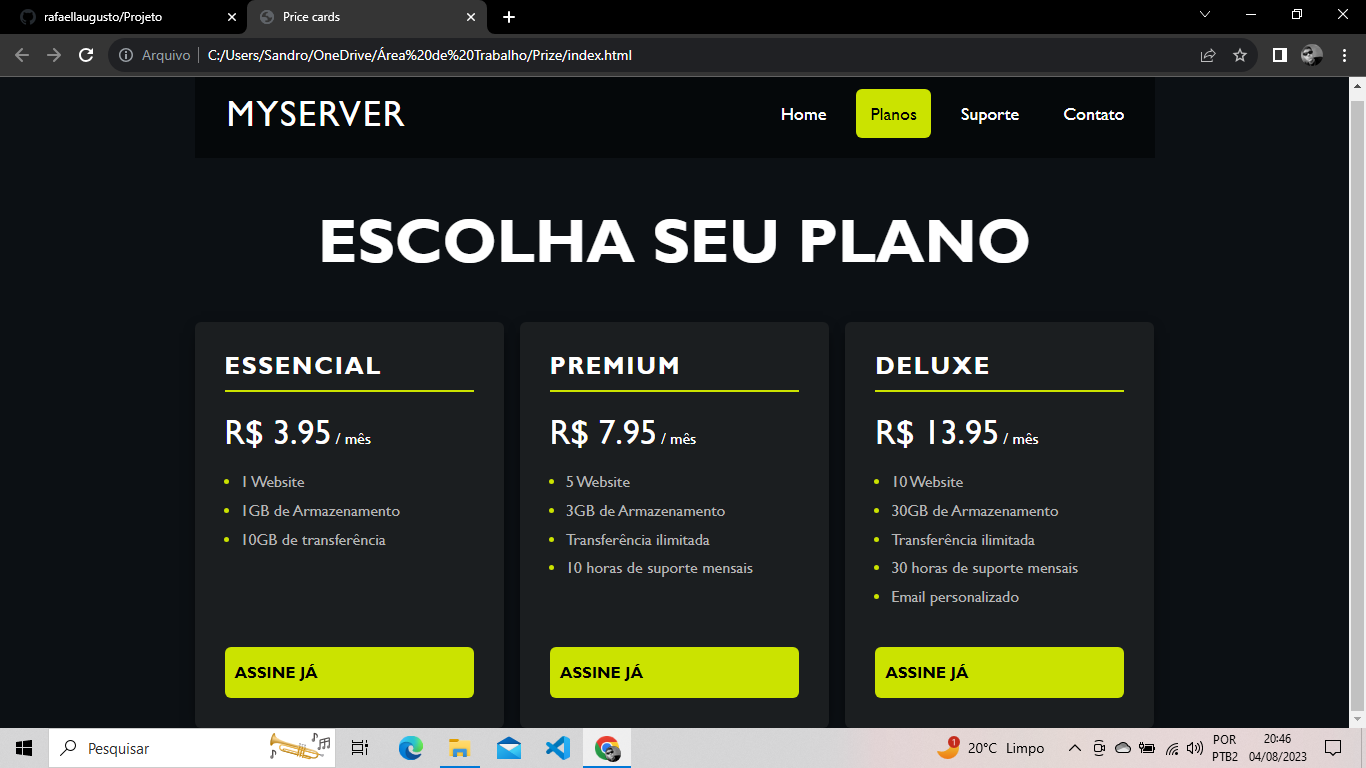 rafaellaugusto/Projeto
Price cards
Arquivo
C:/Users/Sandro/OneDrive/Área%20de%20Trabalho/Prize/index.html
MYSERVER
Home
Planos
Suporte
Contato
ESCOLHA SEU PLANO
ESSENCIAL
R$ 3.95 / mês
1 Website
1GB de Armazenamento
10GB de transferência
ASSINE JÁ
PREMIUM
R$ 7.95 / mês
5 Website
3GB de Armazenamento
Transferência ilimitada
10 horas de suporte mensais
ASSINE JÁ
DELUXE
R$ 13.95 / mês
10 Website
30GB de Armazenamento
Transferência ilimitada
30 horas de suporte mensais
Email personalizado
ASSINE JÁ
Pesquisar
1
20°C Limpo
POR
PTB2
20:46
04/08/2023